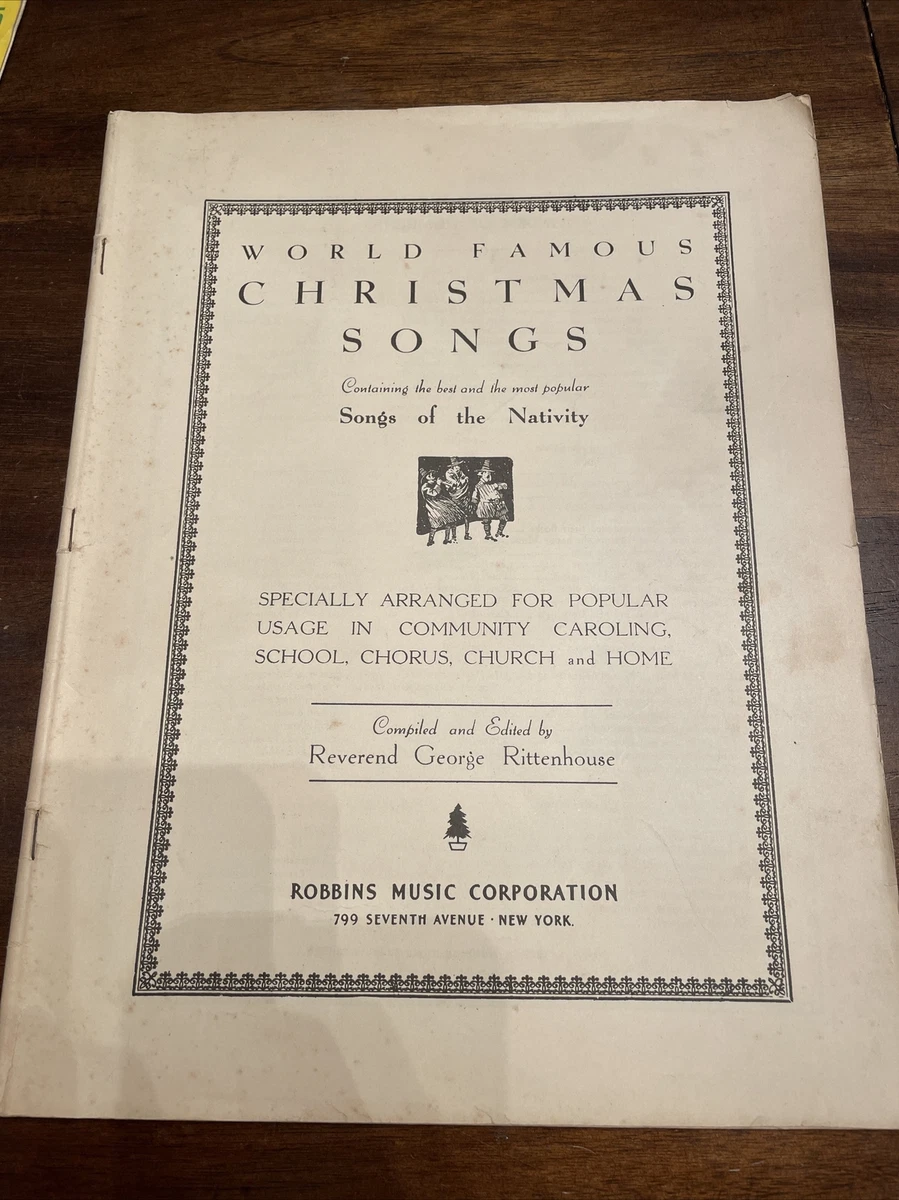 WORLD FAMOUS
CHRISTMAS
SONGS
Containing the best and the most popular
Songs of the Nativity
SPECIALLY ARRANGED FOR POPULAR
USAGE IN COMMUNITY CAROLING,
SCHOOL, CHORUS, CHURCH and HOME
Compiled and Edited by
Reverend George Rittenhouse
ROBBINS MUSIC CORPORATION
799 SEVENTH AVENUE · NEW YORK.